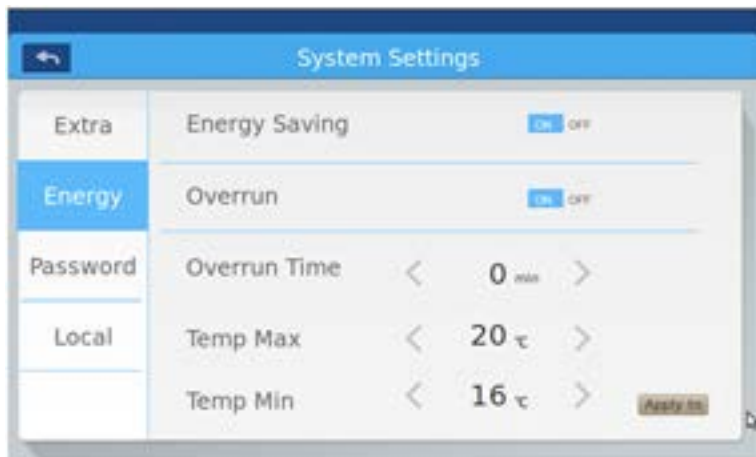 System Settings
Extra
Energy
Password
Local
Energy Saving ON OFF
Overrun ON OFF
Overrun Time < 0 min >
Temp Max < 20 ℃ >
Temp Min < 16 ℃ >
Apply to